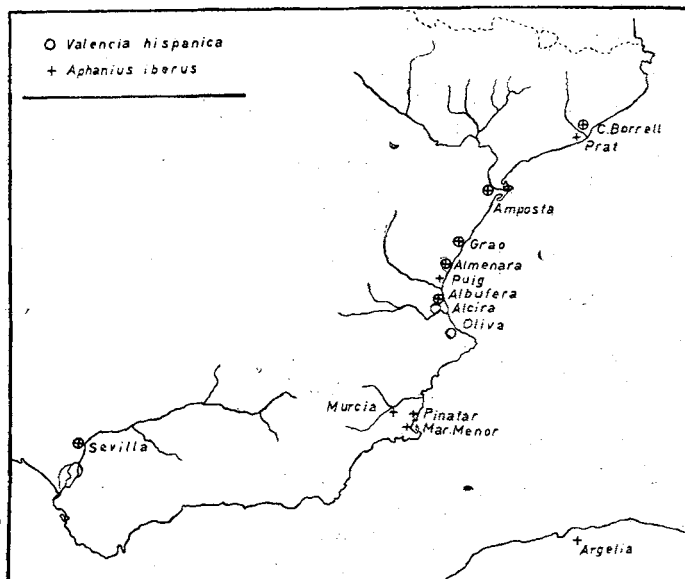 Valencia hispanica
+ Aphanius iberus
C. Borrell
Prat
Amposta
Grao
Almenara
Puig
Albufera
Alcira
Oliva
Murcia
Pinatar
Mar.Menor
Sevilla
Argelia